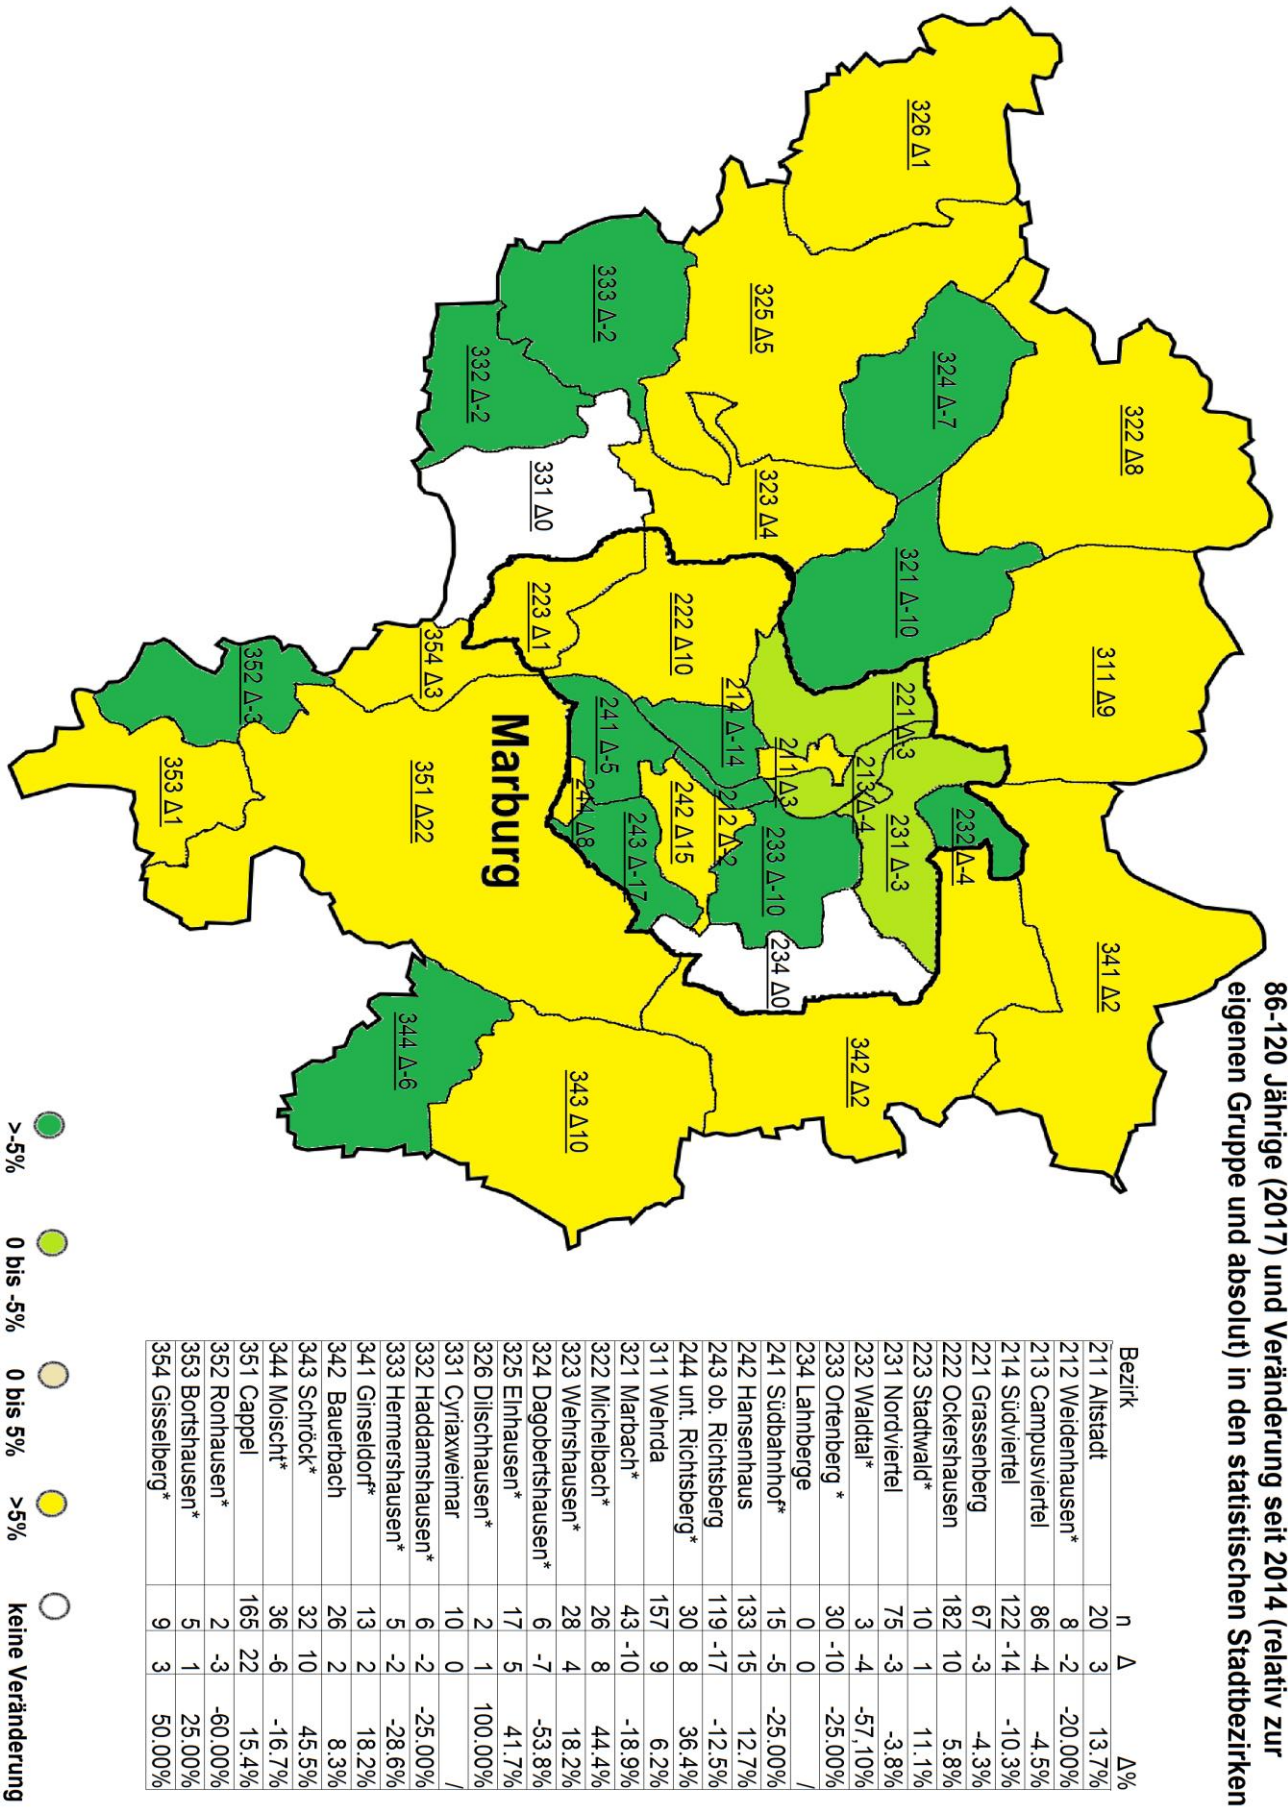 86-120 Jährige (2017) und Veränderung seit 2014 (relativ zur
eigenen Gruppe und absolut) in den statistischen Stadtbezirken
326 Δ1
322 Δ8
325 Δ5
324 Δ-7
333 Δ-2
332 Δ-2
323 Δ4
331 Δ0
321 Δ-10
311 Δ9
222 Δ10
223 Δ1
354 Δ3
352 Δ-3
353 Δ1
351 Δ22
Marburg
241 Δ-5
244 Δ8
243 Δ-17
242 Δ15
214 Δ-14
212 Δ-2
211 Δ3
213 Δ-4
221 Δ-3
231 Δ-3
232 Δ-4
233 Δ-10
234 Δ0
341 Δ2
342 Δ2
343 Δ10
344 Δ-6
Bezirk n Δ Δ%
211 Altstadt 20 3 13.7%
212 Weidenhausen* 8 -2 -20.00%
213 Campusviertel 86 -4 -4.5%
214 Südviertel 122 -14 -10.3%
221 Grassenberg 67 -3 -4.3%
222 Ockershausen 182 10 5.8%
223 Stadtwald* 10 1 11.1%
231 Nordviertel 75 -3 -3.8%
232 Waldtal* 3 -4 -57,10%
233 Ortenberg * 30 -10 -25.00%
234 Lahnberge 0 0 /
241 Südbahnhof* 15 -5 -25.00%
242 Hansenhaus 133 15 12.7%
243 ob. Richtsberg 119 -17 -12.5%
244 unt. Richtsberg* 30 8 36.4%
311 Wehrda 157 9 6.2%
321 Marbach* 43 -10 -18.9%
322 Michelbach* 26 8 44.4%
323 Wehrshausen* 28 4 18.2%
324 Dagobertshausen* 6 -7 -53.8%
325 Einhausen* 17 5 41.7%
326 Dilschhausen* 2 1 100.00%
331 Cyriaxweimar 10 0 /
332 Haddamshausen* 6 -2 -25.00%
333 Hermershausen* 5 -2 -28.6%
341 Ginseldorf* 13 2 18.2%
342 Bauerbach 26 2 8.3%
343 Schröck* 32 10 45.5%
344 Moischt* 36 -6 -16.7%
351 Cappel 165 22 15.4%
352 Ronhausen* 2 -3 -60.00%
353 Bortshausen* 5 1 25.00%
354 Gisselberg* 9 3 50.00%
>-5%
0 bis -5%
0 bis 5%
>5%
keine Veränderung